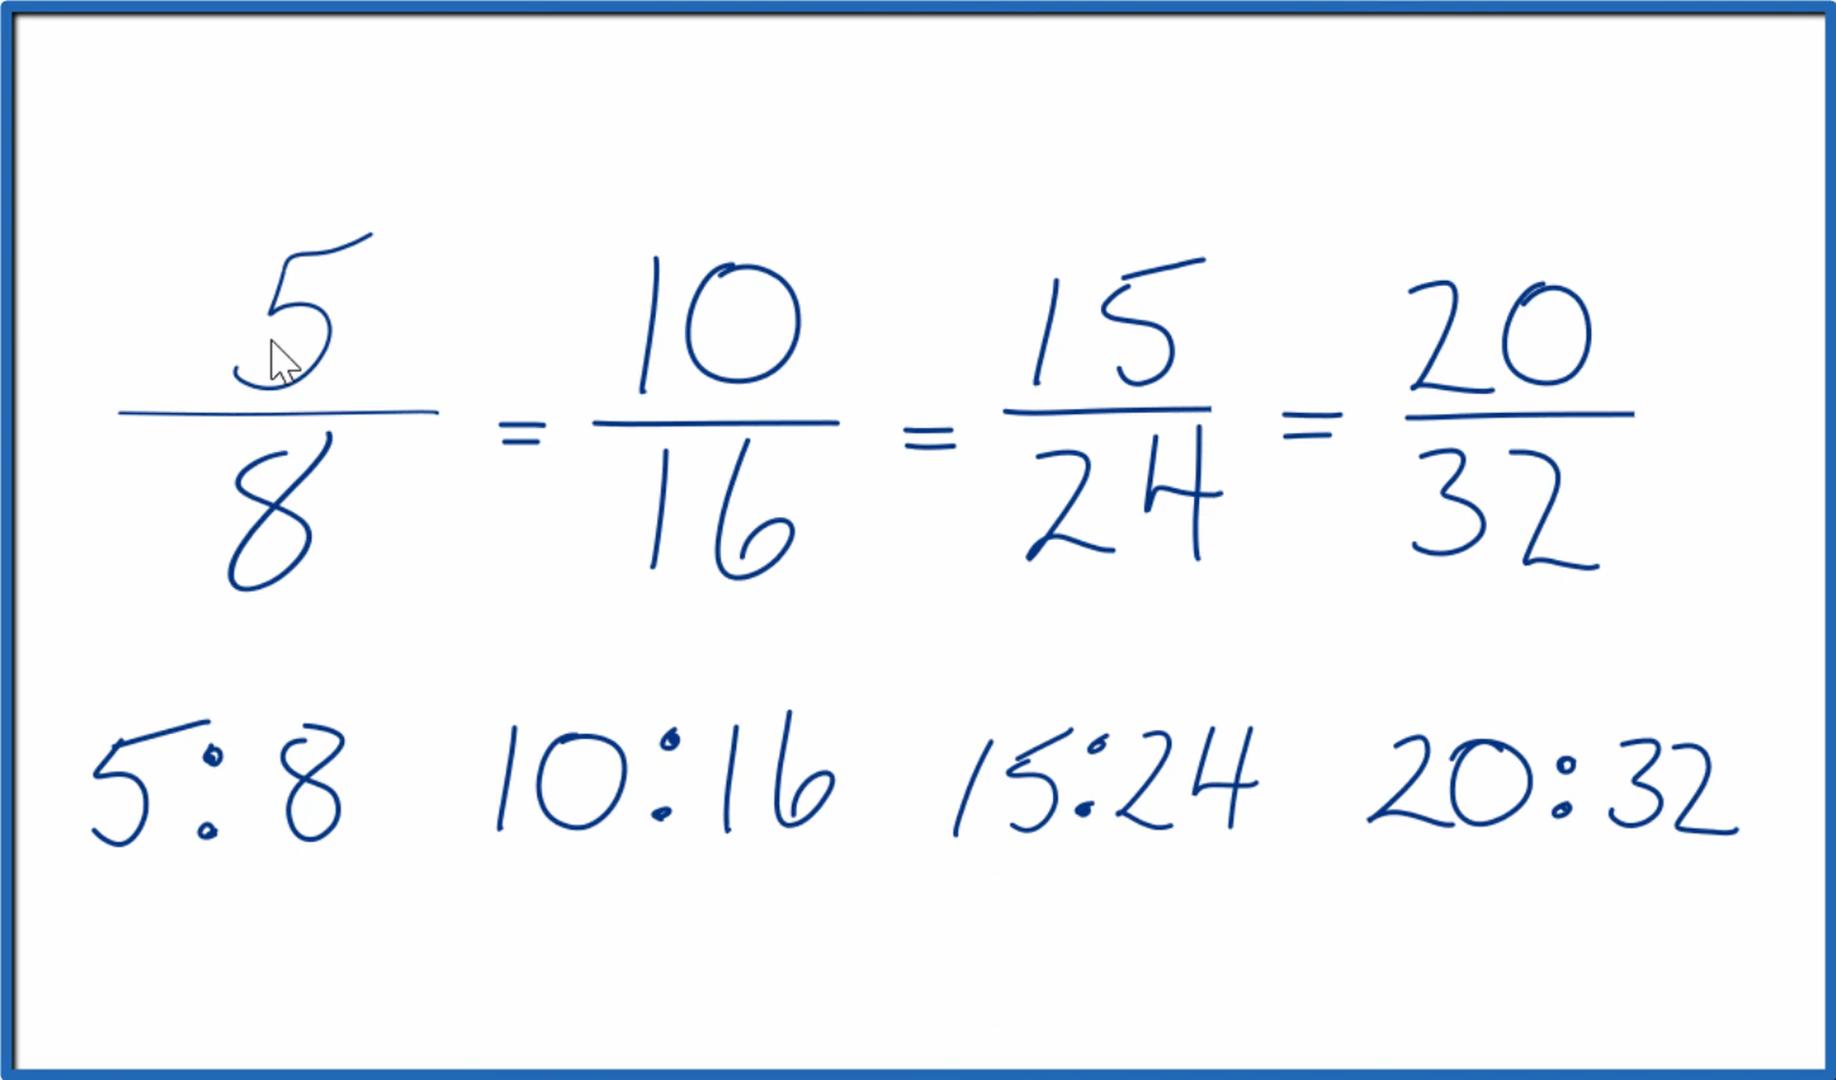 5/8 = 10/16 = 15/24 = 20/32
5:8 10:16 15:24 20:32